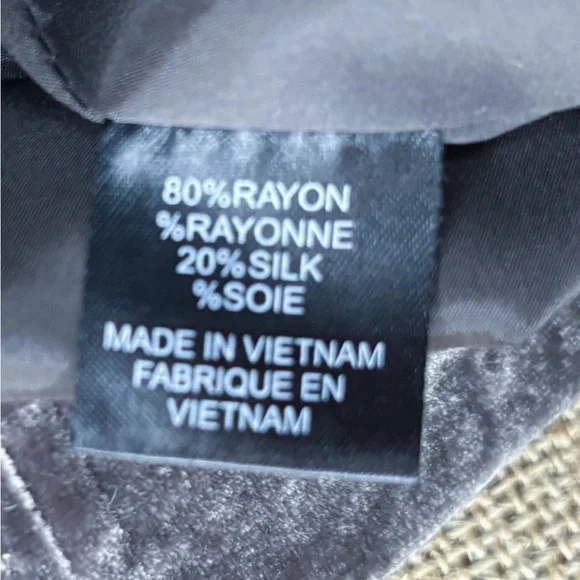 80%RAYON
%RAYONNE
20%SILK
%SOIE
MADE IN VIETNAM
FABRIQUE EN
VIETNAM